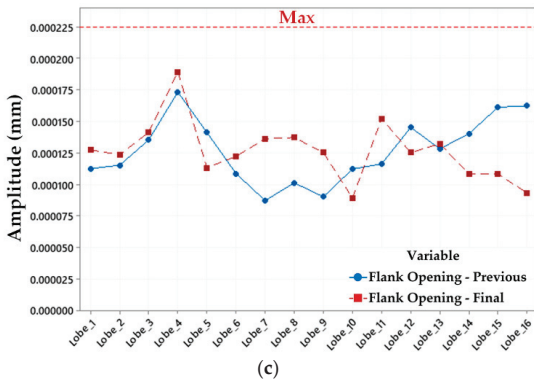 Max
0.000225
0.000200
0.000175
0.000150
0.000125
0.000100
0.000075
0.000050
0.000025
0.000000
Amplitude (mm)
Variable
Flank Opening - Previous
Flank Opening - Final
Lobe_1
Lobe_2
Lobe_3
Lobe_4
Lobe_5
Lobe_6
Lobe_7
Lobe_8
Lobe_9
Lobe_10
Lobe_11
Lobe_12
Lobe_13
Lobe_14
Lobe_15
Lobe_16
(c)